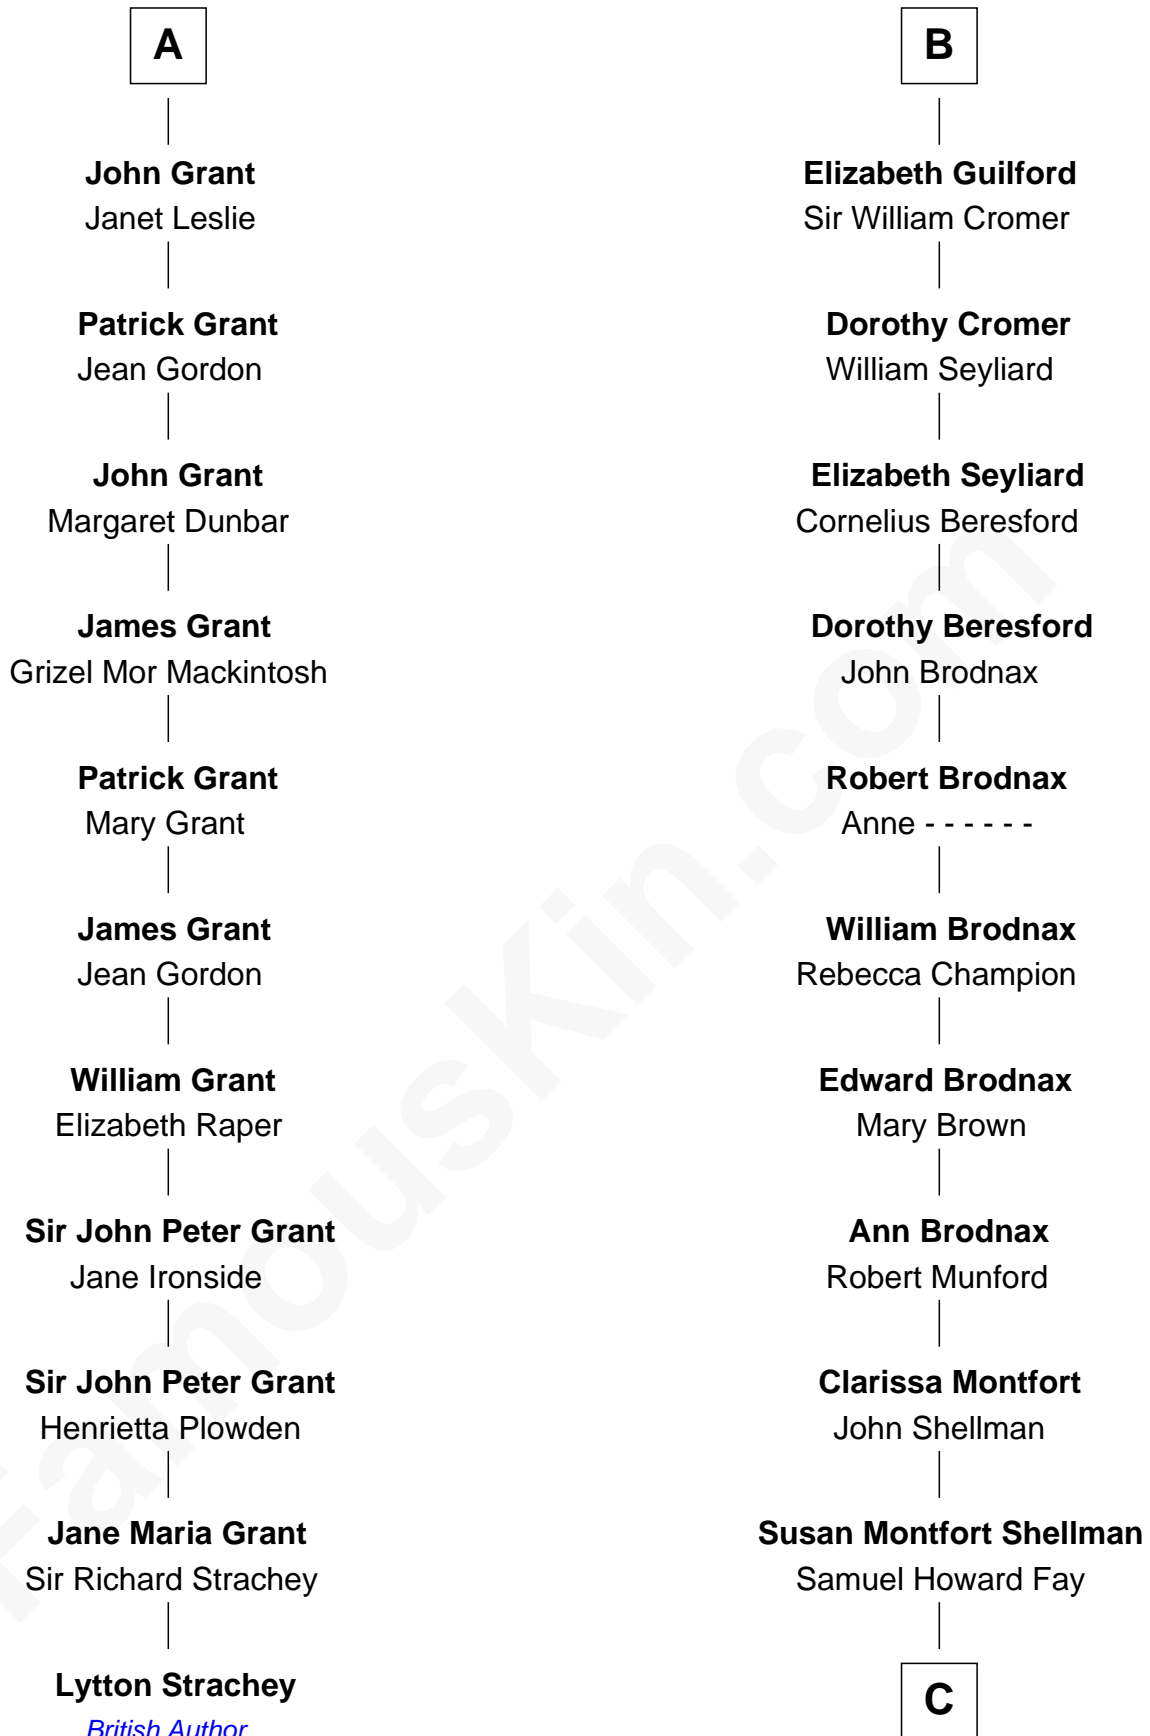 A
John Grant
Janet Leslie
Patrick Grant
Jean Gordon
John Grant
Margaret Dunbar
James Grant
Grizel Mor Mackintosh
Patrick Grant
Mary Grant
James Grant
Jean Gordon
William Grant
Elizabeth Raper
Sir John Peter Grant
Jane Ironside
Sir John Peter Grant
Henrietta Plowden
Jane Maria Grant
Sir Richard Strachey
Lytton Strachey
British Author
B
Elizabeth Guilford
Sir William Cromer
Dorothy Cromer
William Seyliard
Elizabeth Seyliard
Cornelius Beresford
Dorothy Beresford
John Brodnax
Robert Brodnax
Anne - - - - - -
William Brodnax
Rebecca Champion
Edward Brodnax
Mary Brown
Ann Brodnax
Robert Munford
Clarissa Montfort
John Shellman
Susan Montfort Shellman
Samuel Howard Fay
C
FamousKin.com